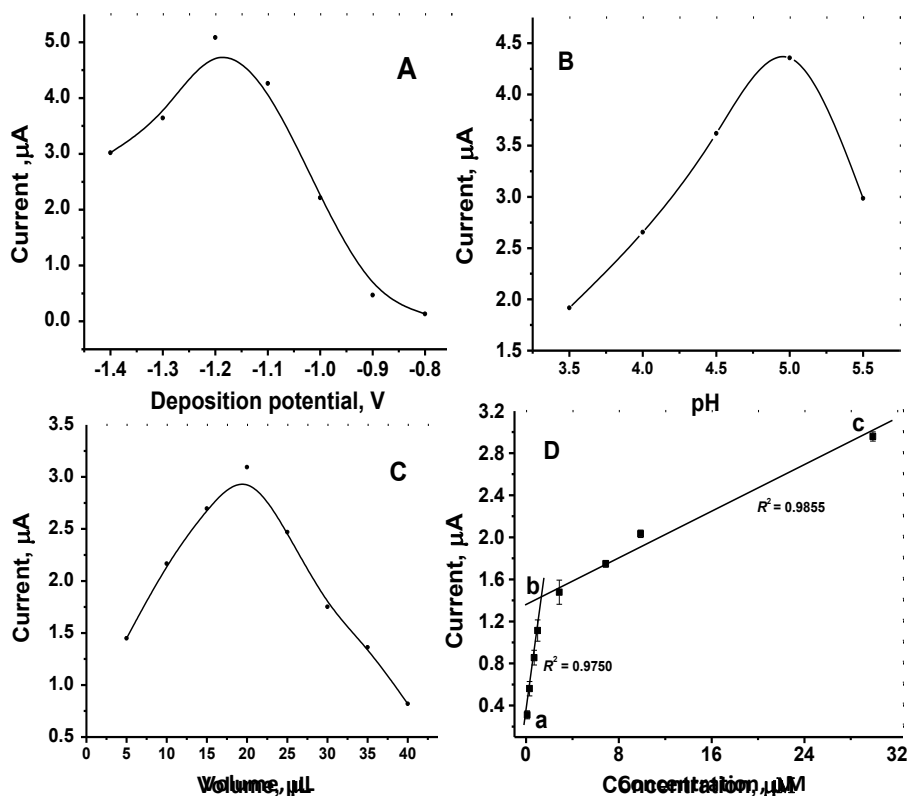 A
Current ,μA
5.0
4.0
3.0
2.0
1.0
0.0
-1.4 -1.3 -1.2 -1.1 -1.0 -0.9 -0.8
Deposition potential, V
B
Current, μA
4.5
4.0
3.5
3.0
2.5
2.0
1.5
3.5 4.0 4.5 5.0 5.5
pH
C
Current, μA
3.5
3.0
2.5
2.0
1.5
1.0
0.5
0 5 10 15 20 25 30 35 40
Volume, μL
D
Current, μA
3.2
2.8
2.4
2.0
1.6
1.2
0.8
0.4
c
R² = 0.9855
b
R² = 0.9750
a
0 8 16 24 32
Concentration, μM